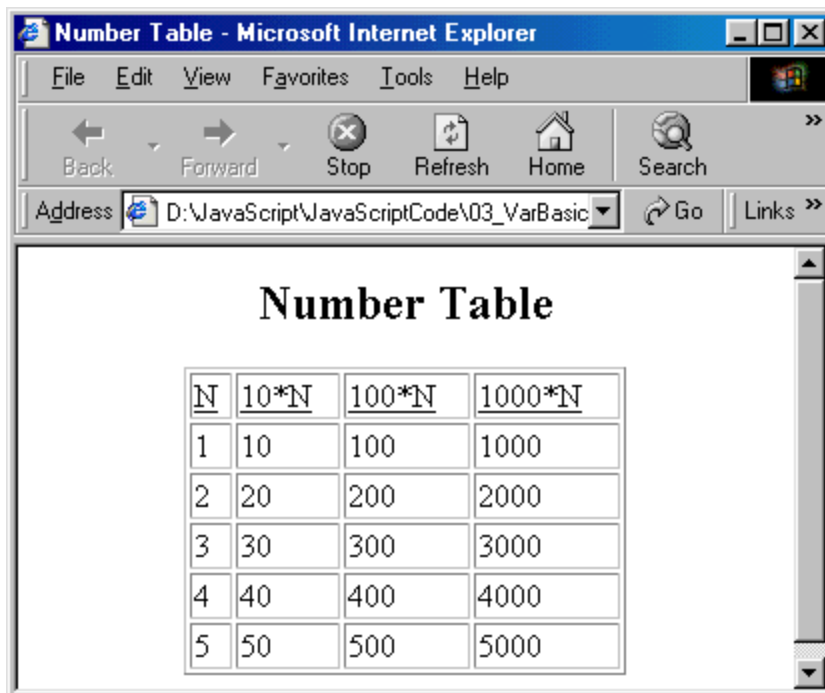 Number Table - Microsoft Internet Explorer
File Edit View Favorites Tools Help
Back Forward Stop Refresh Home Search »
Address D:\JavaScript\JavaScriptCode\03_VarBasic Go Links »
Number Table
N 10*N 100*N 1000*N
1 10 100 1000
2 20 200 2000
3 30 300 3000
4 40 400 4000
5 50 500 5000